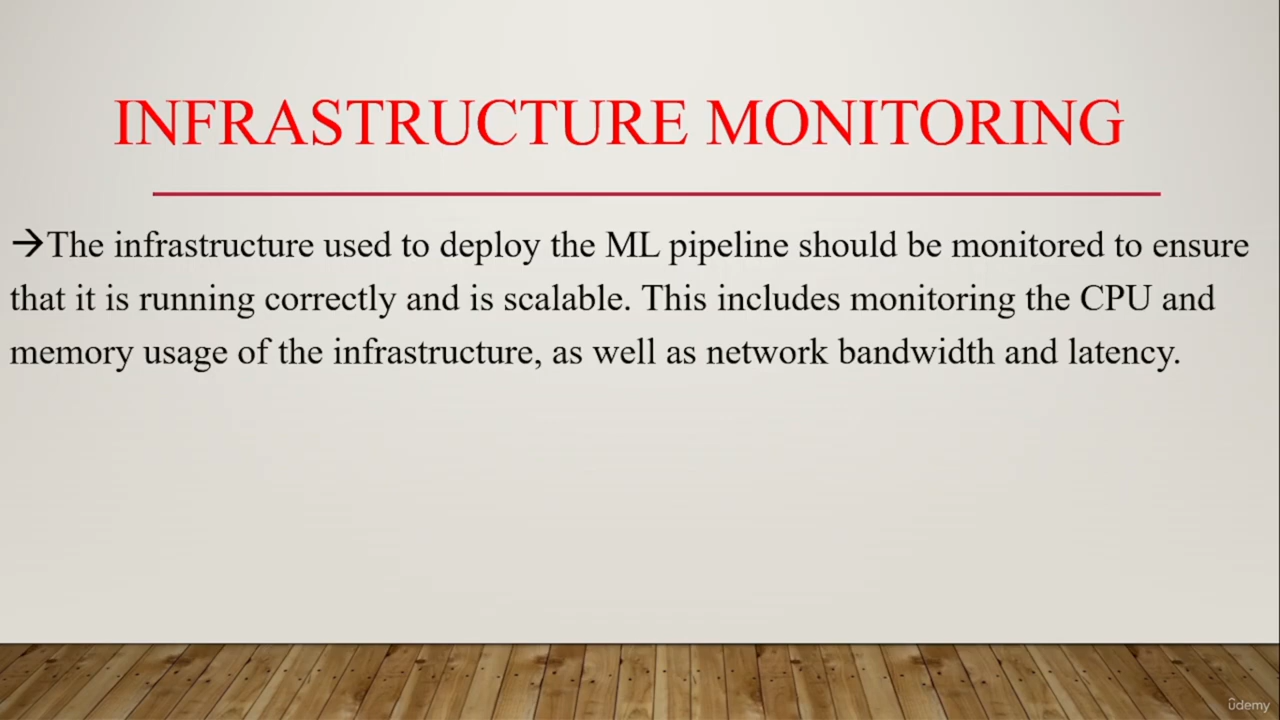 INFRASTRUCTURE MONITORING
→The infrastructure used to deploy the ML pipeline should be monitored to ensure
that it is running correctly and is scalable. This includes monitoring the CPU and
memory usage of the infrastructure, as well as network bandwidth and latency.
ûdemy